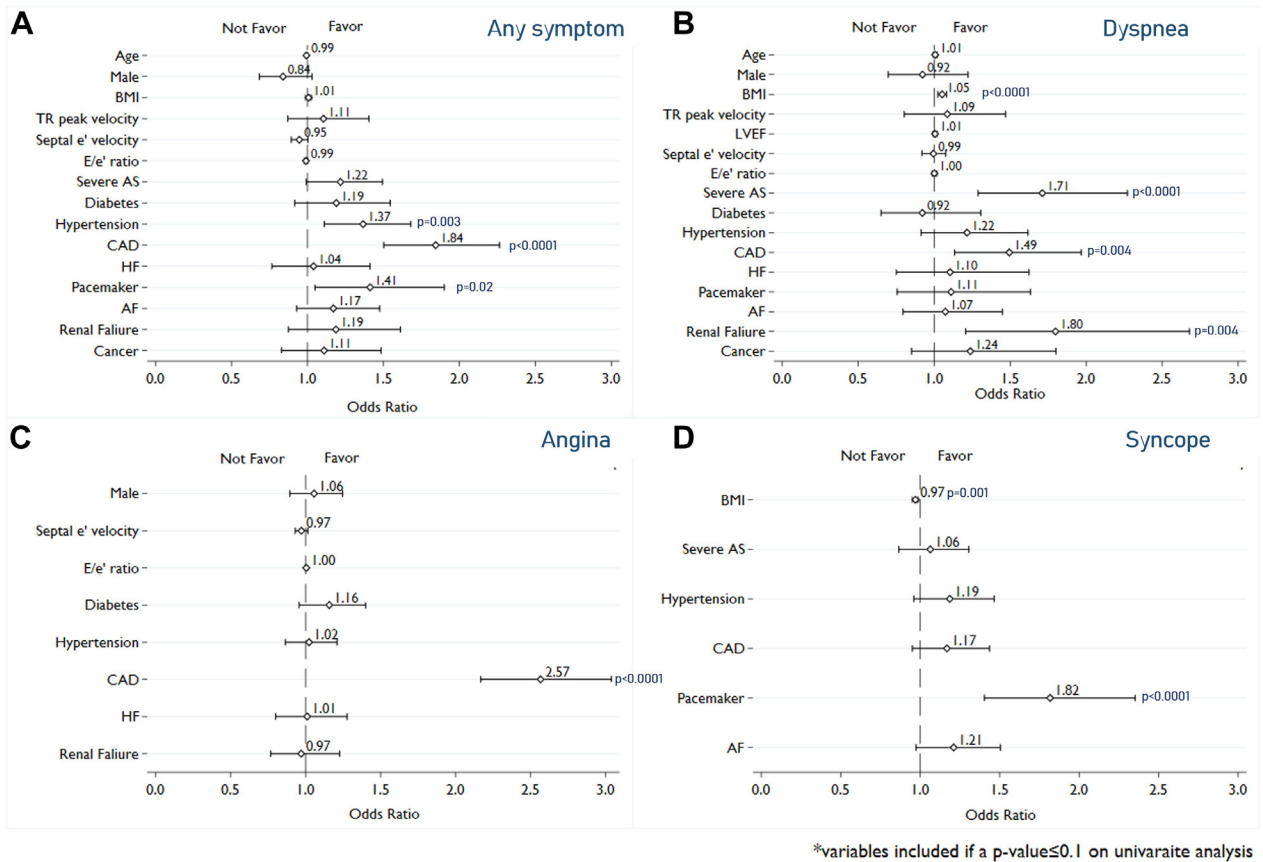 A
Not Favor Favor
Any symptom
Age 0.99
Male 0.84
BMI 1.01
TR peak velocity 1.11
Septal e' velocity 0.95
E/e' ratio 0.99
Severe AS 1.22
Diabetes 1.19
Hypertension 1.37 p=0.003
CAD 1.84 p<0.0001
HF 1.04
Pacemaker 1.41 p=0.02
AF 1.17
Renal Faliure 1.19
Cancer 1.11
0.0 0.5 1.0 1.5 2.0 2.5 3.0
Odds Ratio
B
Not Favor Favor
Dyspnea
Age 1.01
Male 0.92
BMI 1.05 p<0.0001
TR peak velocity 1.09
LVEF 1.01
Septal e' velocity 0.99
E/e' ratio 1.00
Severe AS 1.71 p<0.0001
Diabetes 0.92
Hypertension 1.22
CAD 1.49 p=0.004
HF 1.10
Pacemaker 1.11
AF 1.07
Renal Faliure 1.80 p=0.004
Cancer 1.24
0.0 0.5 1.0 1.5 2.0 2.5 3.0
Odds Ratio
C
Not Favor Favor
Angina
Male 1.06
Septal e' velocity 0.97
E/e' ratio 1.00
Diabetes 1.16
Hypertension 1.02
CAD 2.57 p<0.0001
HF 1.01
Renal Faliure 0.97
0.0 0.5 1.0 1.5 2.0 2.5 3.0
Odds Ratio
D
Not Favor Favor
Syncope
BMI 0.97 p=0.001
Severe AS 1.06
Hypertension 1.19
CAD 1.17
Pacemaker 1.82 p<0.0001
AF 1.21
0.0 0.5 1.0 1.5 2.0 2.5 3.0
Odds Ratio
*variables included if a p-value≤0.1 on univaraite analysis